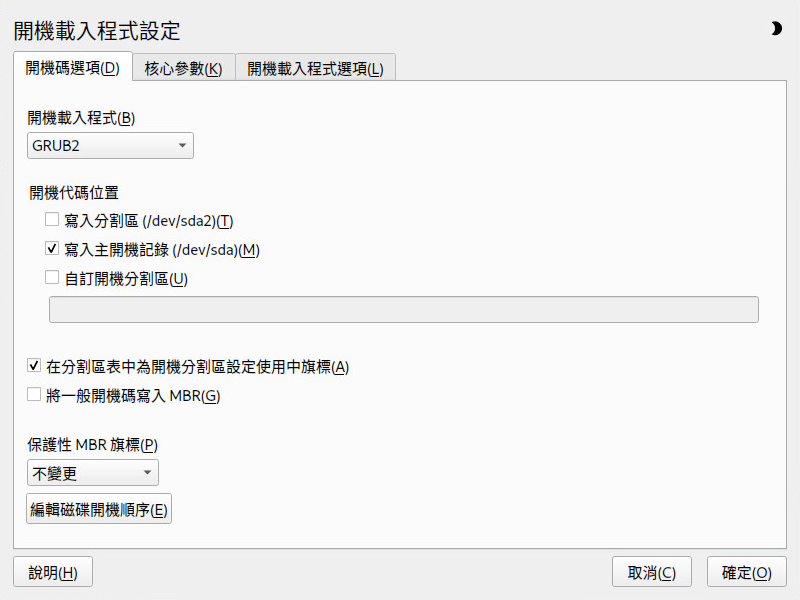 開機載入程式設定
開機碼選項(D) 核心參數(K) 開機載入程式選項(L)
開機載入程式(B)
GRUB2
開機代碼位置
寫入分割區 (/dev/sda2)(T)
寫入主開機記錄 (/dev/sda)(M)
自訂開機分割區(U)
在分割區表中為開機分割區設定使用中旗標(A)
將一般開機碼寫入 MBR(G)
保護性 MBR 旗標(P)
不變更
編輯磁碟開機順序(E)
說明(H) 取消(C) 確定(O)